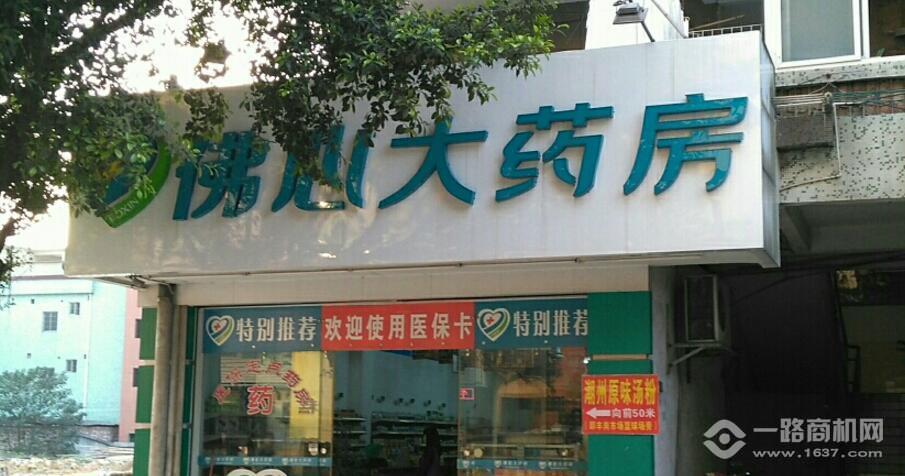 佛心大药房
FOXIN
特别推荐
欢迎使用医保卡
特别推荐
药
潮州原味汤粉
←向前50米
一路商机网
www.1637.com